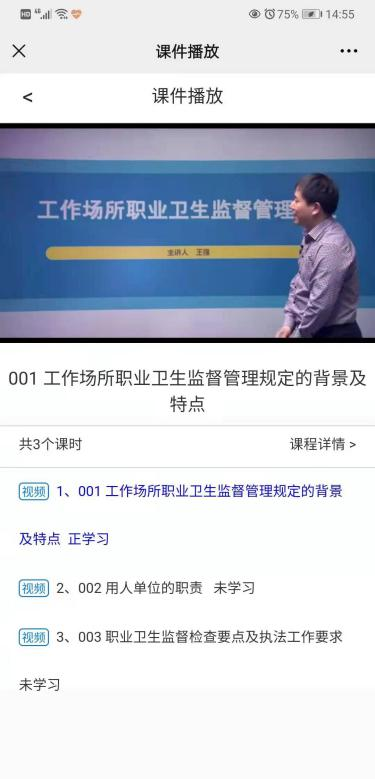 HD 4G 75% 14:55
课件播放
< 课件播放
工作场所职业卫生监督管理
主讲人 王强
001 工作场所职业卫生监督管理规定的背景及
特点
共3个课时 课程详情 >
视频 1、001 工作场所职业卫生监督管理规定的背景
及特点 正学习
视频 2、002 用人单位的职责 未学习
视频 3、003 职业卫生监督检查要点及执法工作要求
未学习